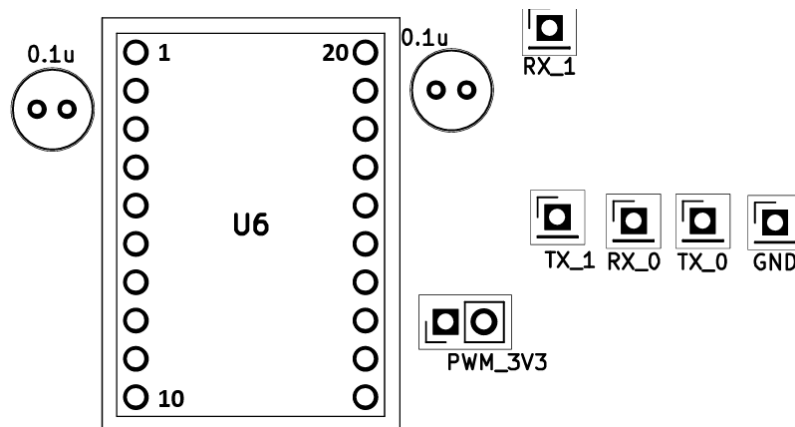 0.1u
1
20
0.1u
RX_1
U6
TX_1
RX_0
TX_0
GND
PWM_3V3
10